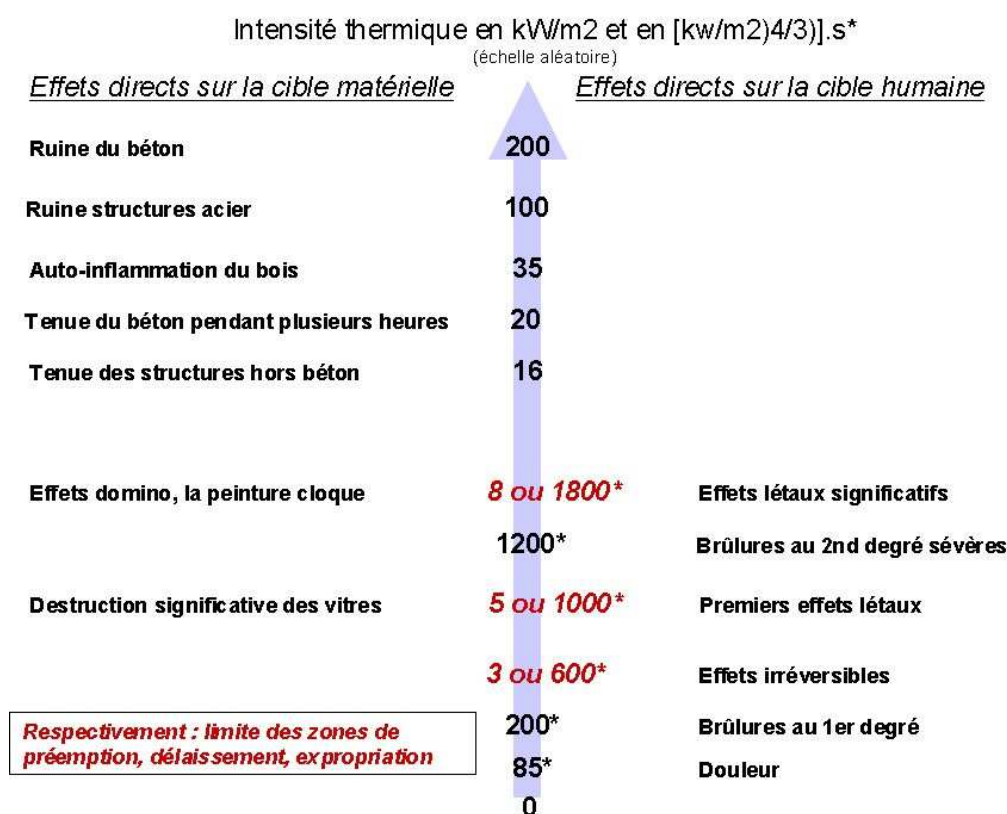 Intensité thermique en kW/m2 et en [kw/m2)4/3)].s*
(échelle aléatoire)
Effets directs sur la cible matérielle Effets directs sur la cible humaine
Ruine du béton 200
Ruine structures acier 100
Auto-inflammation du bois 35
Tenue du béton pendant plusieurs heures 20
Tenue des structures hors béton 16
Effets domino, la peinture cloque 8 ou 1800* Effets létaux significatifs
1200* Brûlures au 2nd degré sévères
Destruction significative des vitres 5 ou 1000* Premiers effets létaux
3 ou 600* Effets irréversibles
200* Brûlures au 1er degré
Respectivement : limite des zones de
préemption, délaissement, expropriation
85* Douleur
0